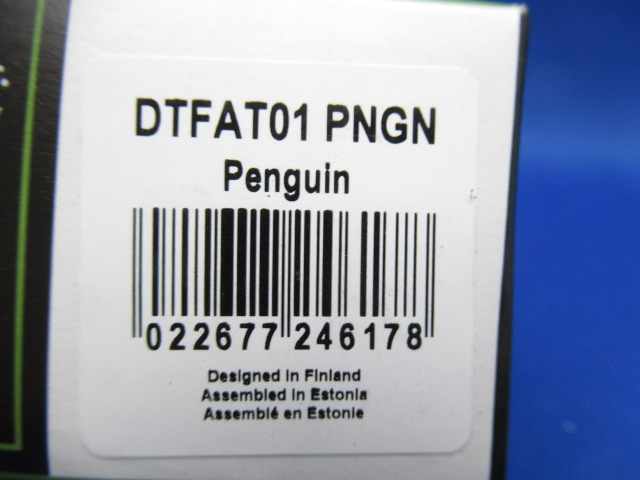 DTFAT01 PNGN
Penguin
022677 246178
Designed in Finland
Assembled in Estonia
Assemblé en Estonie